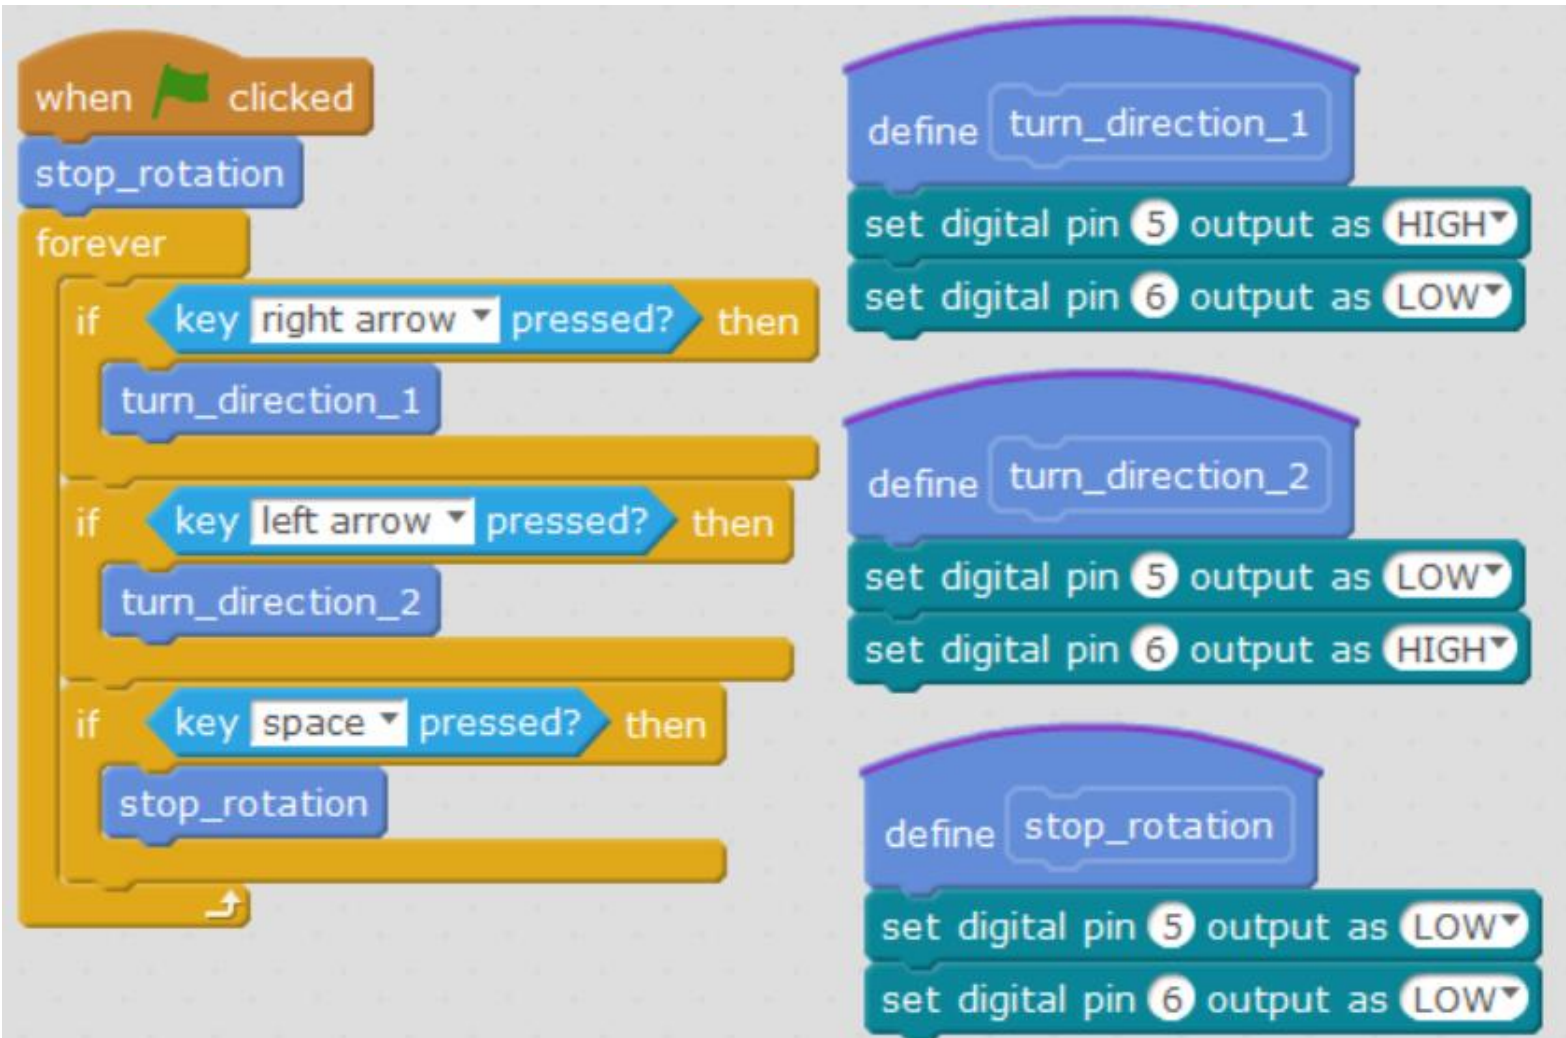 when clicked
stop_rotation
forever
if key right arrow pressed? then
turn_direction_1
if key left arrow pressed? then
turn_direction_2
if key space pressed? then
stop_rotation
define turn_direction_1
set digital pin 5 output as HIGH
set digital pin 6 output as LOW
define turn_direction_2
set digital pin 5 output as LOW
set digital pin 6 output as HIGH
define stop_rotation
set digital pin 5 output as LOW
set digital pin 6 output as LOW